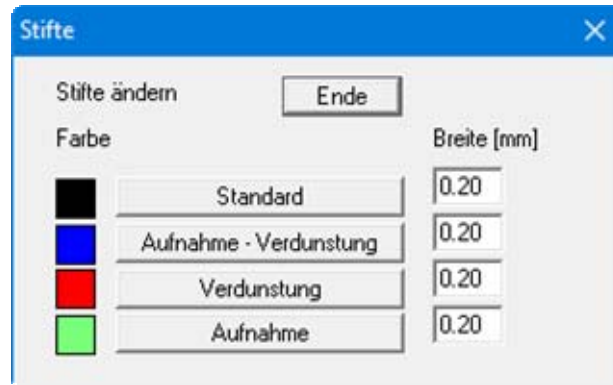 Stifte
Stifte ändern Ende
Farbe Breite [mm]
Standard 0.20
Aufnahme - Verdunstung 0.20
Verdunstung 0.20
Aufnahme 0.20